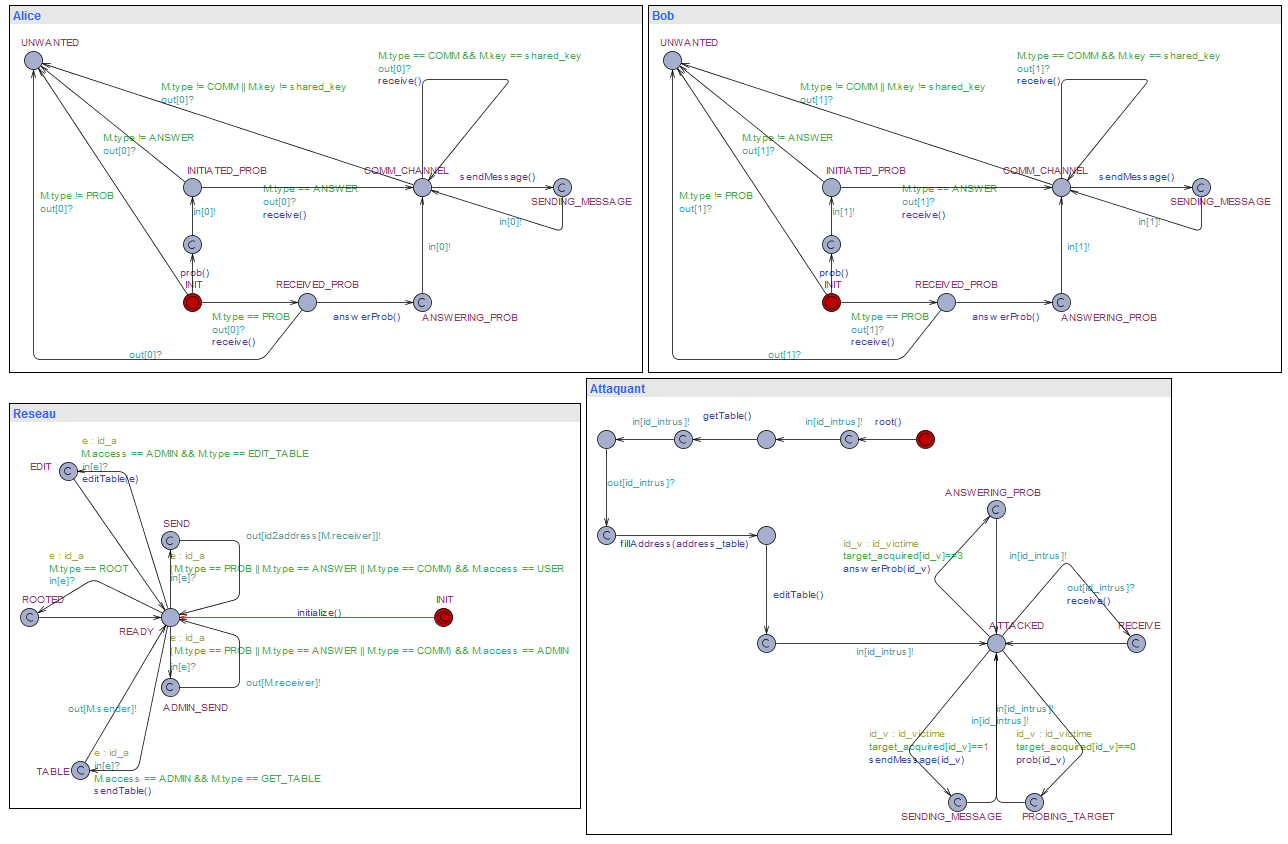 Alice
UNWANTED
M.type == COMM && M.key == shared_key
out[0]?
receive()
M.type != COMM || M.key != shared_key
out[0]?
M.type != ANSWER
out[0]?
INITIATED_PROB
COMM_CHANNEL
sendMessage()
M.type != PROB
out[0]?
M.type == ANSWER
out[0]?
receive()
SENDING_MESSAGE
in[0]!
in[0]!
in[0]!
prob()
INIT
RECEIVED_PROB
M.type == PROB
out[0]?
receive()
answerProb()
ANSWERING_PROB
out[0]?
Bob
UNWANTED
M.type == COMM && M.key == shared_key
out[1]?
receive()
M.type != COMM || M.key != shared_key
out[1]?
M.type != ANSWER
out[1]?
INITIATED_PROB
COMM_CHANNEL
sendMessage()
M.type != PROB
out[1]?
M.type == ANSWER
out[1]?
receive()
SENDING_MESSAGE
in[1]!
in[1]!
in[1]!
prob()
INIT
RECEIVED_PROB
M.type == PROB
out[1]?
receive()
answerProb()
ANSWERING_PROB
out[1]?
Reseau
e : id_a
M.access == ADMIN && M.type == EDIT_TABLE
in[e]?
editTable(e)
EDIT
SEND
out[id2address[M.receiver]]!
e : id_a
(M.type == PROB || M.type == ANSWER || M.type == COMM) && M.access == USER
in[e]?
e : id_a
M.type == ROOT
in[e]?
ROOTED
initialize()
INIT
READY
e : id_a
(M.type == PROB || M.type == ANSWER || M.type == COMM) && M.access == ADMIN
in[e]?
out[M.receiver]!
ADMIN_SEND
out[M.sender]!
TABLE
e : id_a
in[e]?
M.access == ADMIN && M.type == GET_TABLE
sendTable()
Attaquant
in[id_intrus]!
getTable()
in[id_intrus]!
root()
out[id_intrus]?
fillAddress(address_table)
editTable()
in[id_intrus]!
ANSWERING_PROB
id_v : id_victime
target_acquired[id_v]==3
answerProb(id_v)
in[id_intrus]!
out[id_intrus]?
receive()
ATTACKED
RECEIVE
in[id_intrus]!
in[id_intrus]!
id_v : id_victime
target_acquired[id_v]==1
sendMessage(id_v)
id_v : id_victime
target_acquired[id_v]==0
prob(id_v)
SENDING_MESSAGE
PROBING_TARGET